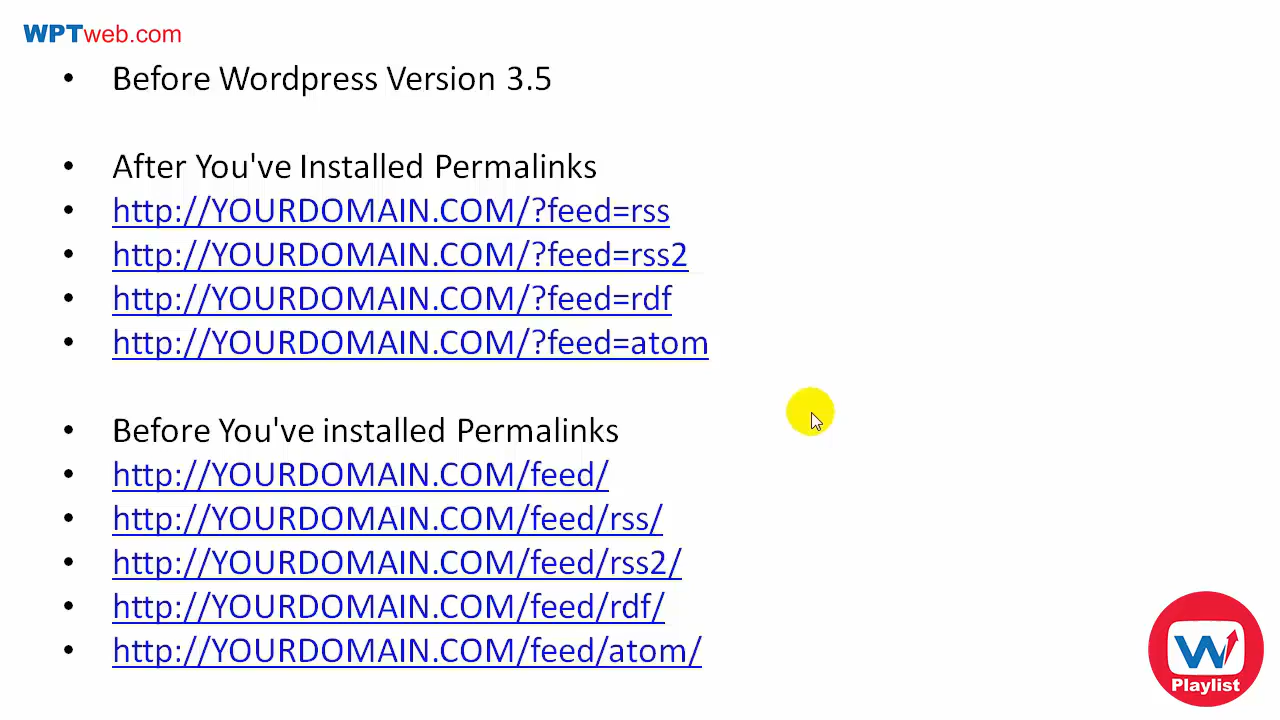 WPTweb.com
• Before Wordpress Version 3.5
• After You've Installed Permalinks
• http://YOURDOMAIN.COM/?feed=rss
• http://YOURDOMAIN.COM/?feed=rss2
• http://YOURDOMAIN.COM/?feed=rdf
• http://YOURDOMAIN.COM/?feed=atom
• Before You've installed Permalinks
• http://YOURDOMAIN.COM/feed/
• http://YOURDOMAIN.COM/feed/rss/
• http://YOURDOMAIN.COM/feed/rss2/
• http://YOURDOMAIN.COM/feed/rdf/
• http://YOURDOMAIN.COM/feed/atom/
W
Playlist